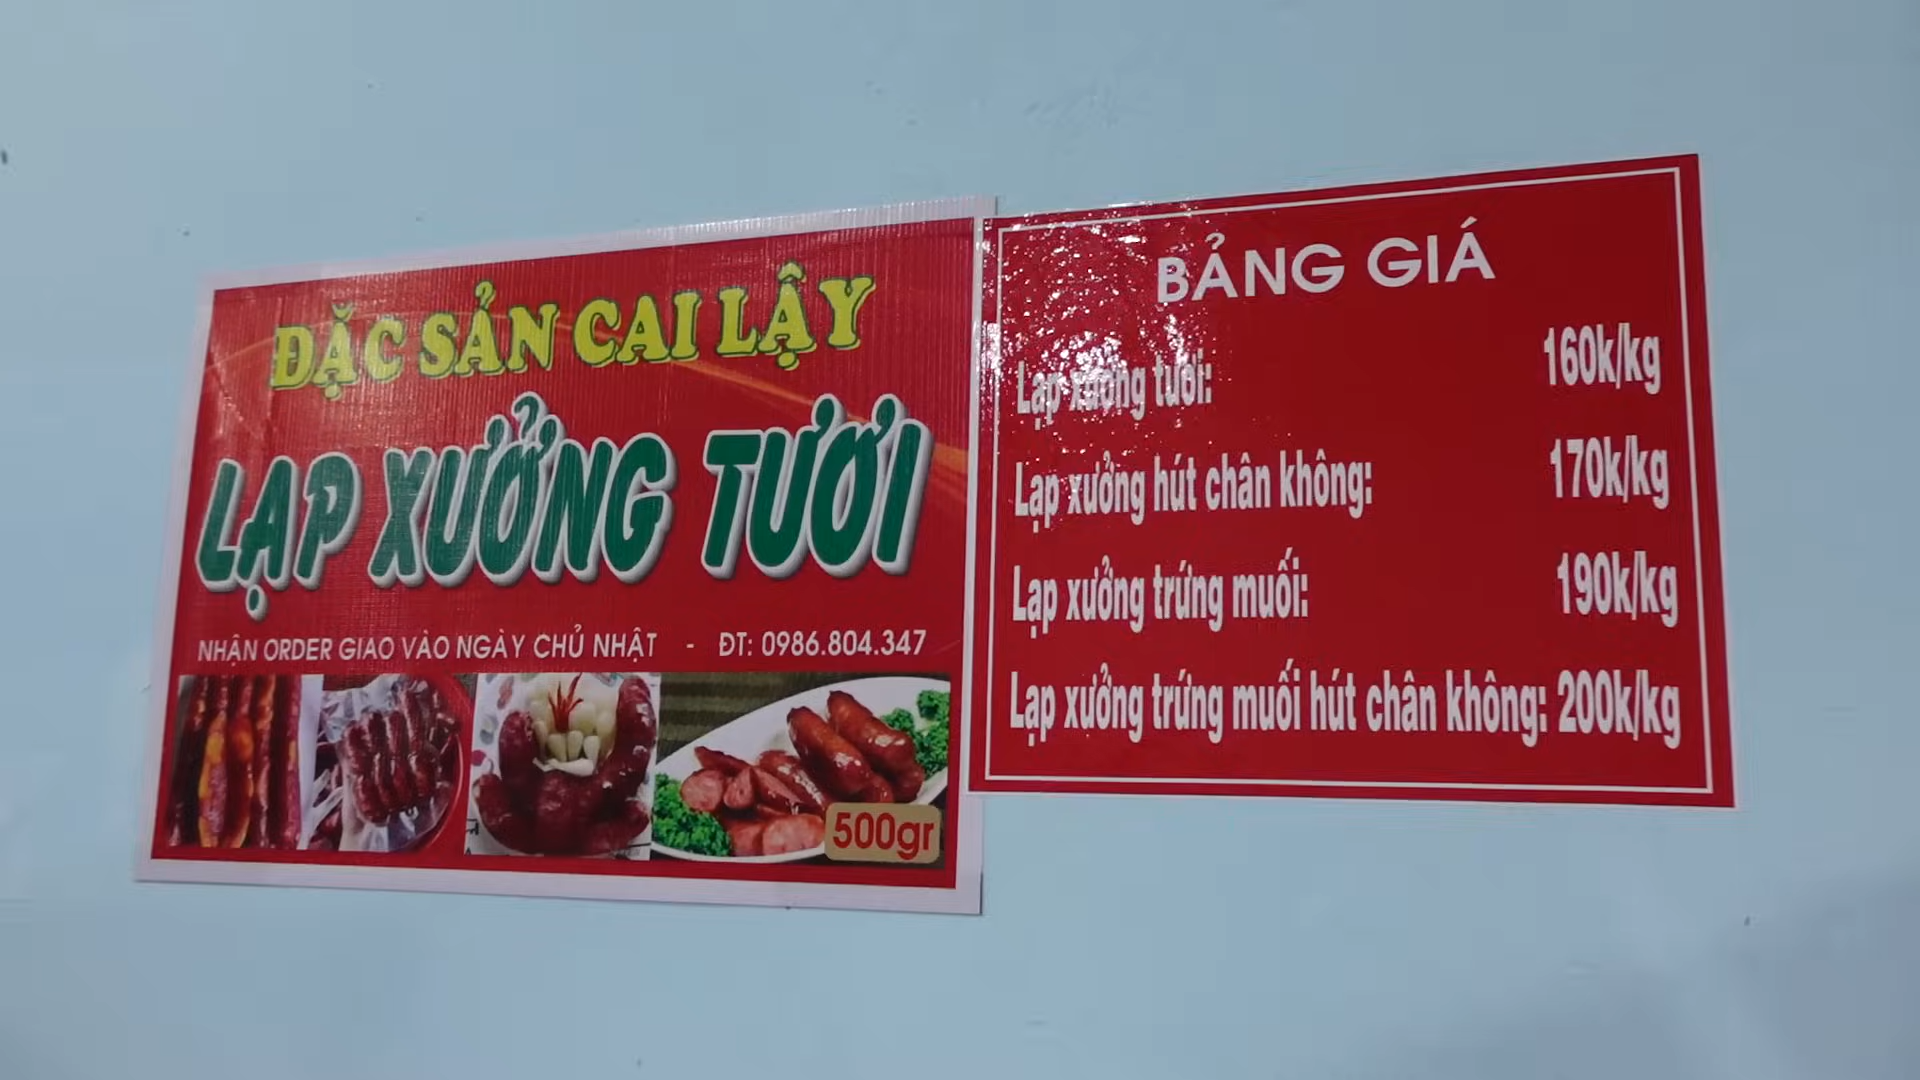 ĐẶC SẢN CAI LẬY
LẠP XƯỞNG TƯƠI
NHẬN ORDER GIAO VÀO NGÀY CHỦ NHẬT - ĐT: 0986.804.347
500gr
BẢNG GIÁ
Lạp xưởng tươi: 160k/kg
Lạp xưởng hút chân không: 170k/kg
Lạp xưởng trứng muối: 190k/kg
Lạp xưởng trứng muối hút chân không: 200k/kg